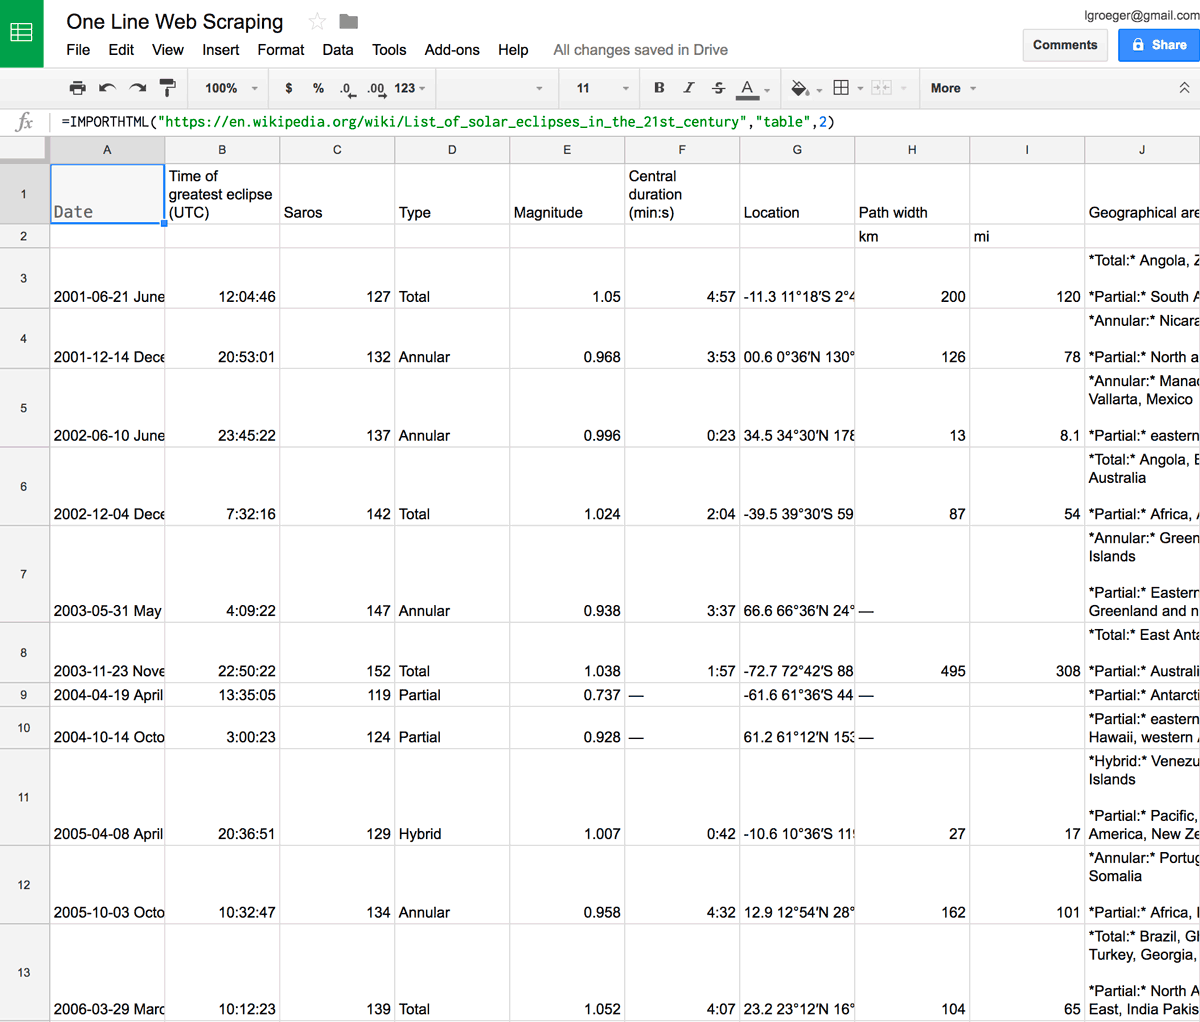 One Line Web Scraping
lgroeger@gmail.com
File Edit View Insert Format Data Tools Add-ons Help All changes saved in Drive
Comments Share
100% $ % .0 .00 123 11 B I S A More
fx =IMPORTHTML("https://en.wikipedia.org/wiki/List_of_solar_eclipses_in_the_21st_century","table",2)
A B C D E F G H I J
1 Date Time of greatest eclipse (UTC) Saros Type Magnitude Central duration (min:s) Location Path width Geographical are
2 km mi
3 2001-06-21 June 12:04:46 127 Total 1.05 4:57 -11.3 11°18′S 2°4 200 120 *Total:* Angola, Z
*Partial:* South A
4 2001-12-14 Dece 20:53:01 132 Annular 0.968 3:53 00.6 0°36′N 130° 126 78 *Annular:* Nicara
*Partial:* North a
5 2002-06-10 June 23:45:22 137 Annular 0.996 0:23 34.5 34°30′N 178 13 8.1 *Annular:* Manad
Vallarta, Mexico
*Partial:* eastern
6 2002-12-04 Dece 7:32:16 142 Total 1.024 2:04 -39.5 39°30′S 59 87 54 *Total:* Angola, B
Australia
*Partial:* Africa, A
7 2003-05-31 May 4:09:22 147 Annular 0.938 3:37 66.6 66°36′N 24° — *Annular:* Green
Islands
*Partial:* Eastern
Greenland and n
8 2003-11-23 Nove 22:50:22 152 Total 1.038 1:57 -72.7 72°42′S 88 495 308 *Total:* East Anta
*Partial:* Australi
9 2004-04-19 April 13:35:05 119 Partial 0.737 — -61.6 61°36′S 44 — *Partial:* Antarcti
10 2004-10-14 Octo 3:00:23 124 Partial 0.928 — 61.2 61°12′N 153 — *Partial:* eastern
Hawaii, western A
11 2005-04-08 April 20:36:51 129 Hybrid 1.007 0:42 -10.6 10°36′S 119 27 17 *Hybrid:* Venezu
Islands
*Partial:* Pacific,
America, New Ze
12 2005-10-03 Octo 10:32:47 134 Annular 0.958 4:32 12.9 12°54′N 28° 162 101 *Annular:* Portug
Somalia
*Partial:* Africa, I
13 2006-03-29 Marc 10:12:23 139 Total 1.052 4:07 23.2 23°12′N 16° 104 65 *Total:* Brazil, Gh
Turkey, Georgia,
*Partial:* North A
East, India Pakis